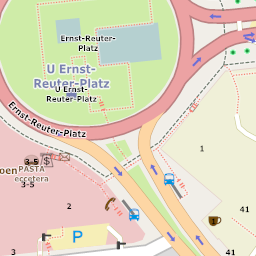 Ernst-Reuter-
Platz
U Ernst-
Reuter-Platz
U Ernst-
Reuter-Platz
Ernst-Reuter-Platz
1
3-5
$
PASTA
eccetera
3-5
2
2
41
41
P